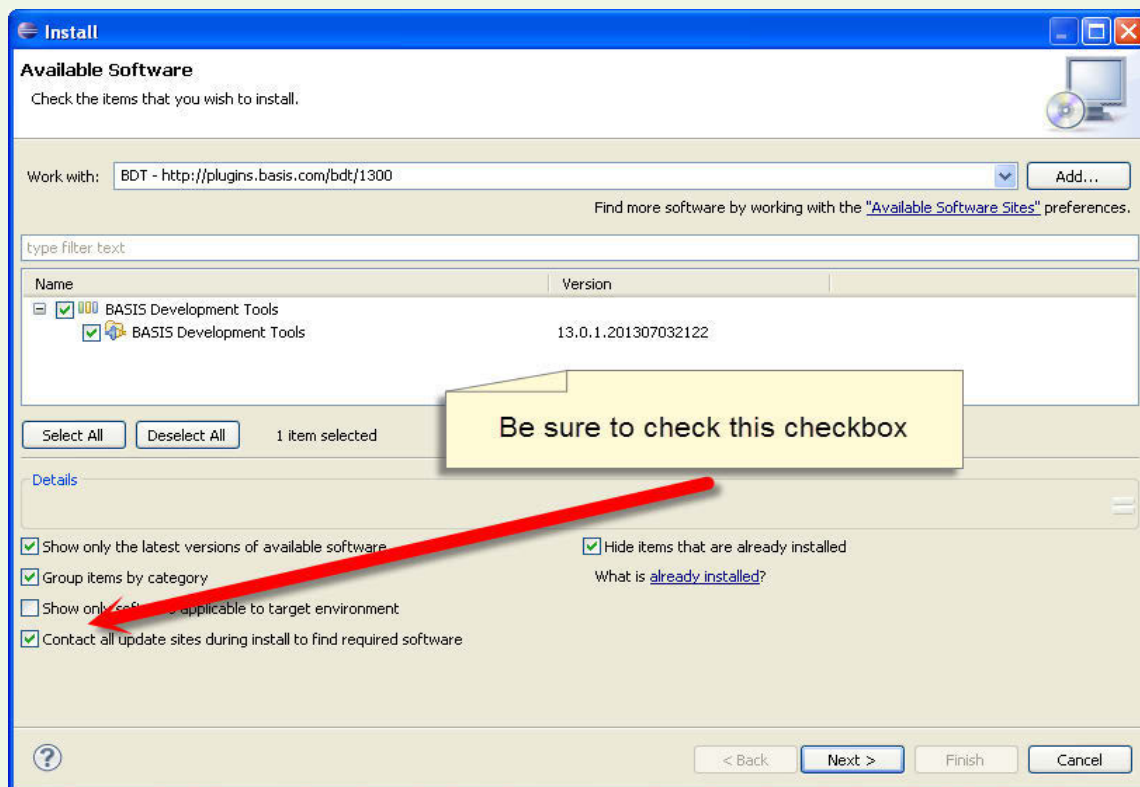 Install
Available Software
Check the items that you wish to install.
Work with: BDT - http://plugins.basis.com/bdt/1300 Add...
Find more software by working with the "Available Software Sites" preferences.
type filter text
Name Version
BASIS Development Tools
BASIS Development Tools 13.0.1.201307032122
Be sure to check this checkbox
Select All Deselect All 1 item selected
Details
Show only the latest versions of available software Hide items that are already installed
Group items by category What is already installed?
Show only software applicable to target environment
Contact all update sites during install to find required software
? < Back Next > Finish Cancel